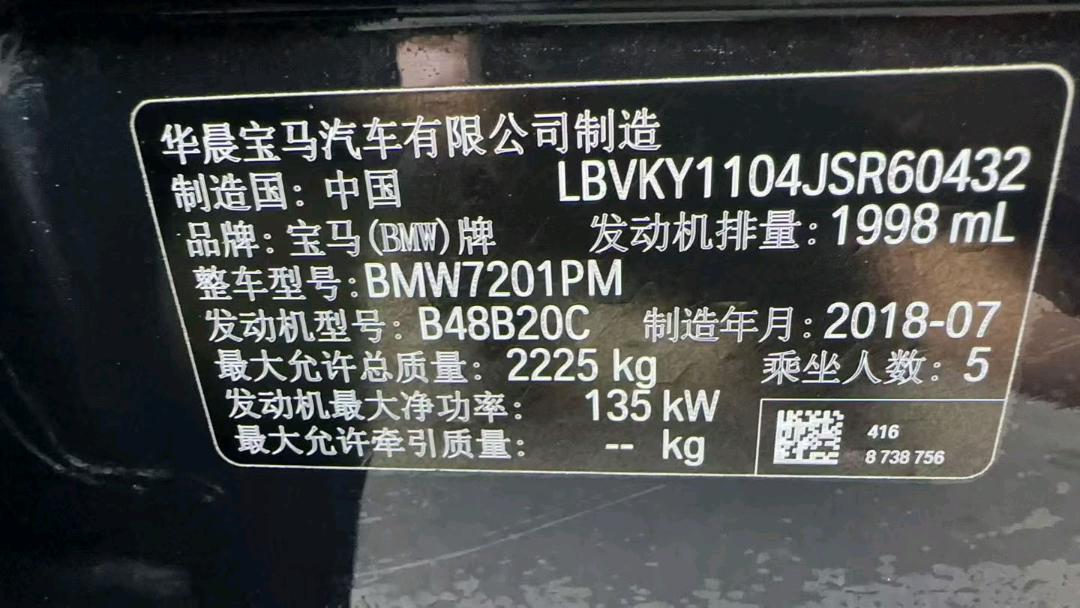 华晨宝马汽车有限公司制造
制造国：中国 LBVKY1104JSR60432
品牌：宝马(BMW)牌 发动机排量：1998 mL
整车型号：BMW7201PM
发动机型号：B48B20C 制造年月：2018-07
最大允许总质量：2225 kg 乘坐人数：5
发动机最大净功率：135 kW
最大允许牵引质量：-- kg
416
8 738 756